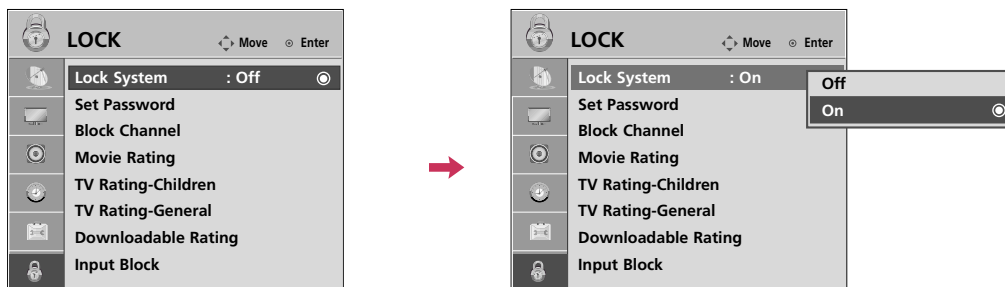 LOCK
Move
Enter
Lock System : Off
Set Password
Block Channel
Movie Rating
TV Rating-Children
TV Rating-General
Downloadable Rating
Input Block
LOCK
Move
Enter
Lock System : On
Set Password
Block Channel
Movie Rating
TV Rating-Children
TV Rating-General
Downloadable Rating
Input Block
Off
On